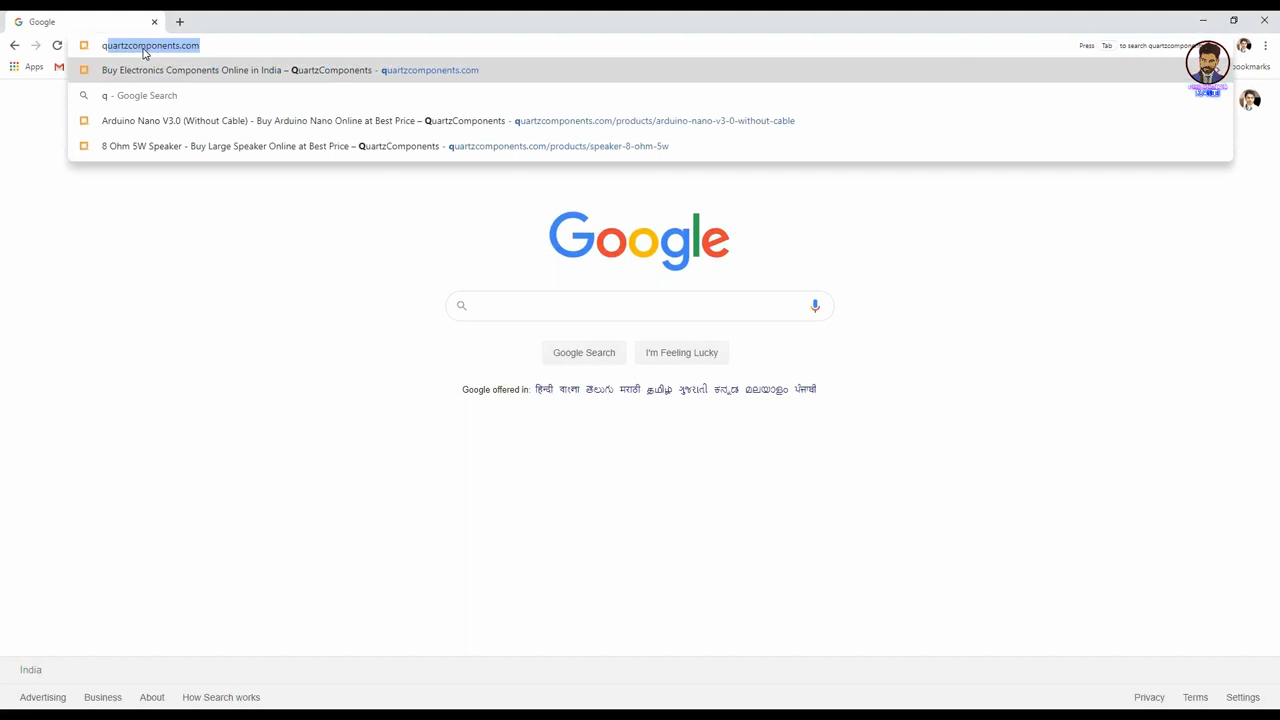 Google
quartzcomponents.com
Press Tab to search quartzcompon
Apps
bookmarks
Buy Electronics Components Online in India – QuartzComponents - quartzcomponents.com
q - Google Search
Arduino Nano V3.0 (Without Cable) - Buy Arduino Nano Online at Best Price – QuartzComponents - quartzcomponents.com/products/arduino-nano-v3-0-without-cable
8 Ohm 5W Speaker - Buy Large Speaker Online at Best Price – QuartzComponents - quartzcomponents.com/products/speaker-8-ohm-5w
Google
Google Search
I'm Feeling Lucky
Google offered in: हिन्दी বাংলা తెలుగు मराठी தமிழ் ગુજરાતી ಕನ್ನಡ മലയാളം ਪੰਜਾਬੀ
India
Advertising Business About How Search works
Privacy Terms Settings